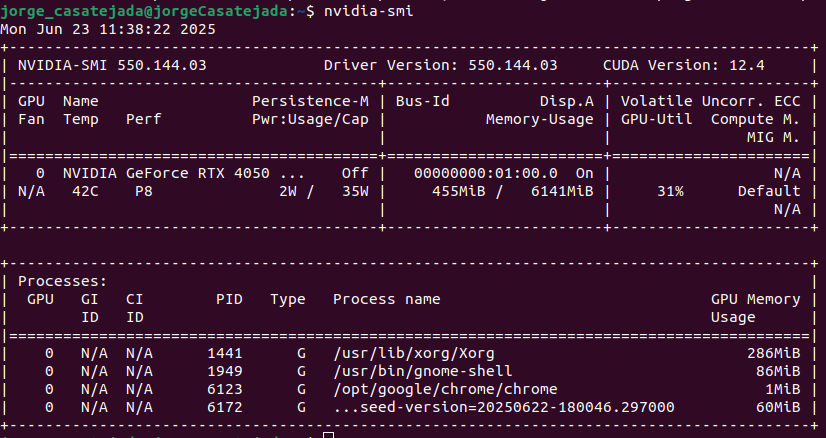 jorge_casatejada@jorgeCasatejada:~$ nvidia-smi
Mon Jun 23 11:38:22 2025
+-----------------------------------------------------------------------------------------+
| NVIDIA-SMI 550.144.03             Driver Version: 550.144.03     CUDA Version: 12.4     |
|-----------------------------------------+------------------------+----------------------+
| GPU  Name                 Persistence-M | Bus-Id          Disp.A | Volatile Uncorr. ECC |
| Fan  Temp   Perf          Pwr:Usage/Cap |           Memory-Usage | GPU-Util  Compute M. |
|                                         |                        |               MIG M. |
|=========================================+========================+======================|
|   0  NVIDIA GeForce RTX 4050 ...    Off |   00000000:01:00.0  On |                  N/A |
| N/A   42C    P8              2W /   35W |     455MiB /   6141MiB |     31%      Default |
|                                         |                        |                  N/A |
+-----------------------------------------+------------------------+----------------------+
+-----------------------------------------------------------------------------------------+
| Processes:                                                                              |
|  GPU   GI   CI        PID   Type   Process name                              GPU Memory |
|        ID   ID                                                               Usage      |
|=========================================================================================|
|    0   N/A  N/A      1441      G   /usr/lib/xorg/Xorg                            286MiB |
|    0   N/A  N/A      1949      G   /usr/bin/gnome-shell                           86MiB |
|    0   N/A  N/A      6123      G   /opt/google/chrome/chrome                       1MiB |
|    0   N/A  N/A      6172      G   ...seed-version=20250622-180046.297000         60MiB |
+-----------------------------------------------------------------------------------------+